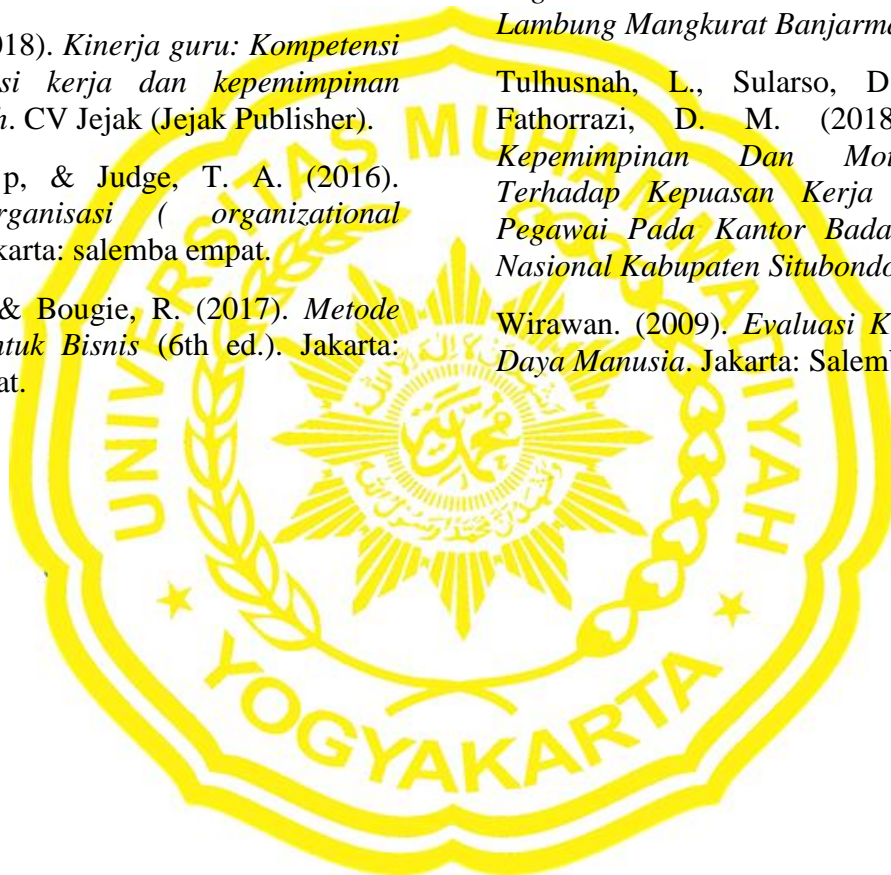 018). Kinerja guru: Kompetensi
si kerja dan kepemimpinan
h. CV Jejak (Jejak Publisher).
p, & Judge, T. A. (2016).
rganisasi ( organizational
karta: salemba empat.
& Bougie, R. (2017). Metode
ntuk Bisnis (6th ed.). Jakarta:
at.
Lambung Mangkurat Banjarma
Tulhusnah, L., Sularso, D
Fathorrazi, D. M. (2018
Kepemimpinan Dan Mot
Terhadap Kepuasan Kerja
Pegawai Pada Kantor Bada
Nasional Kabupaten Situbondo
Wirawan. (2009). Evaluasi K
Daya Manusia. Jakarta: Salemb
UNIVERSITAS MUHAMMADIYAH
YOGYAKARTA
محمدية